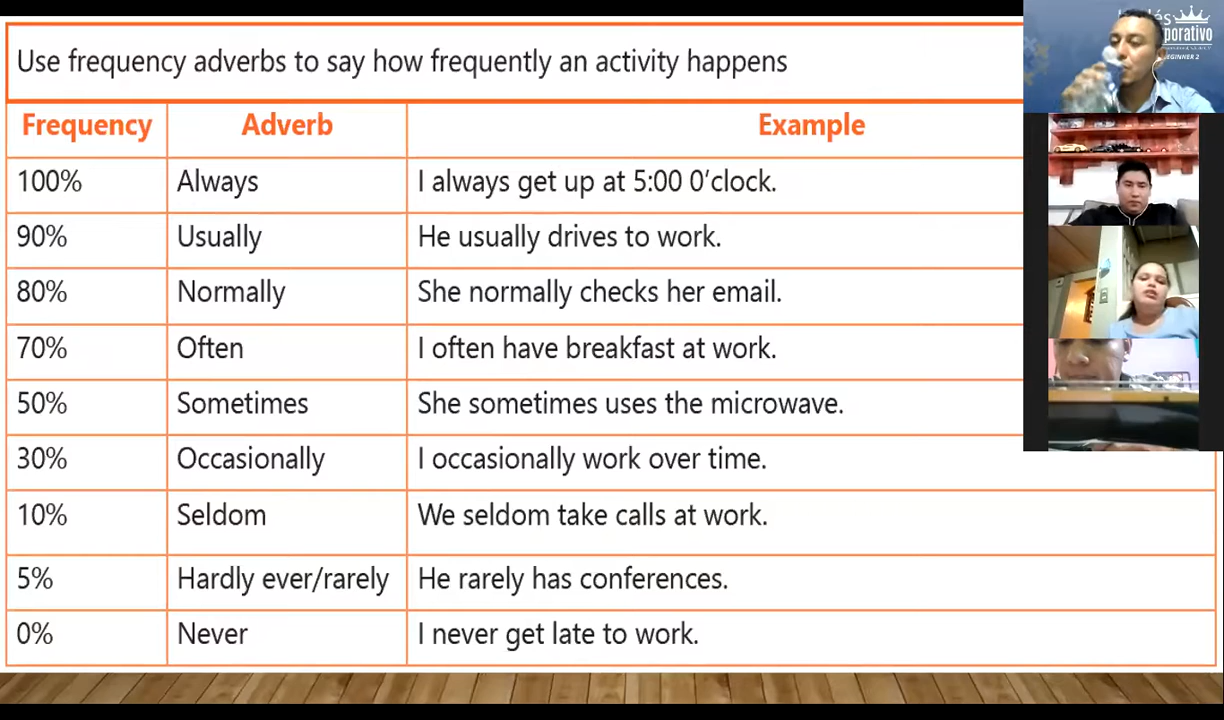 Use frequency adverbs to say how frequently an activity happens
Frequency Adverb Example
100% Always I always get up at 5:00 0’clock.
90% Usually He usually drives to work.
80% Normally She normally checks her email.
70% Often I often have breakfast at work.
50% Sometimes She sometimes uses the microwave.
30% Occasionally I occasionally work over time.
10% Seldom We seldom take calls at work.
5% Hardly ever/rarely He rarely has conferences.
0% Never I never get late to work.
BEGINNER 2